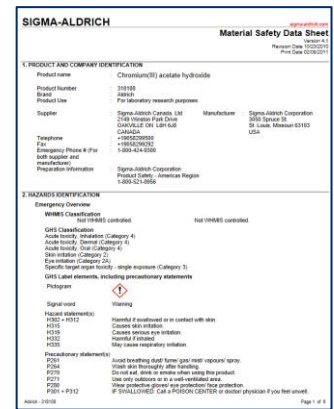 SIGMA-ALDRICH
sigma-aldrich.com
Material Safety Data Sheet
Version 4.1
Revision Date 10/23/2010
Print Date 02/09/2011
1. PRODUCT AND COMPANY IDENTIFICATION
Product name : Chromium(III) acetate hydroxide
Product Number : 318108
Brand : Aldrich
Product Use : For laboratory research purposes.
Supplier : Sigma-Aldrich Canada, Ltd Manufacturer : Sigma-Aldrich Corporation
2149 Winston Park Drive 3050 Spruce St.
OAKVILLE ON L6H 6J8 St. Louis, Missouri 63103
CANADA USA
Telephone : +19058299500
Fax : +19058299292
Emergency Phone # (For : 1-800-424-9300
both supplier and
manufacturer)
Preparation Information : Sigma-Aldrich Corporation
Product Safety - Americas Region
1-800-521-8956
2. HAZARDS IDENTIFICATION
Emergency Overview
WHMIS Classification
Not WHMIS controlled. Not WHMIS controlled.
GHS Classification
Acute toxicity, Inhalation (Category 4)
Acute toxicity, Dermal (Category 4)
Acute toxicity, Oral (Category 4)
Skin irritation (Category 2)
Eye irritation (Category 2A)
Specific target organ toxicity - single exposure (Category 3)
GHS Label elements, including precautionary statements
Pictogram
Signal word Warning
Hazard statement(s)
H302 + H312 Harmful if swallowed or in contact with skin.
H315 Causes skin irritation.
H319 Causes serious eye irritation.
H332 Harmful if inhaled.
H335 May cause respiratory irritation.
Precautionary statement(s)
P261 Avoid breathing dust/ fume/ gas/ mist/ vapours/ spray.
P264 Wash skin thoroughly after handling.
P270 Do not eat, drink or smoke when using this product.
P271 Use only outdoors or in a well-ventilated area.
P280 Wear protective gloves/ eye protection/ face protection.
P301 + P312 IF SWALLOWED: Call a POISON CENTER or doctor/ physician if you feel unwell.
Aldrich - 318108 Page 1 of 8